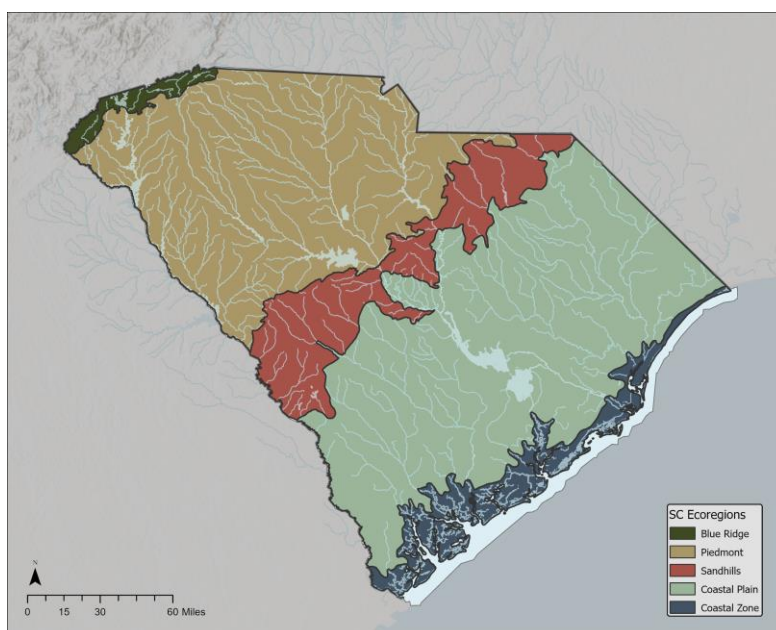 SC Ecoregions
Blue Ridge
Piedmont
Sandhills
Coastal Plain
Coastal Zone
N
0 15 30 60 Miles